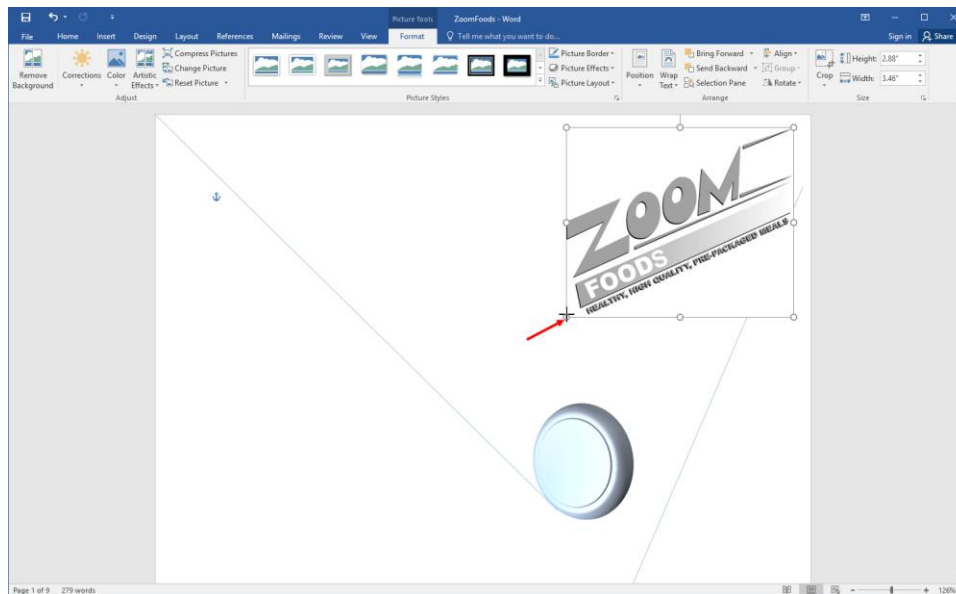 Picture Tools
ZoomFoods - Word
File Home Insert Design Layout References Mailings Review View Format Tell me what you want to do... Sign in Share
Remove Background
Corrections
Color
Artistic Effects
Compress Pictures
Change Picture
Reset Picture
Adjust
Picture Styles
Picture Border
Picture Effects
Picture Layout
Position
Wrap Text
Bring Forward
Send Backward
Selection Pane
Align
Group
Rotate
Arrange
Crop
Height: 2.88"
Width: 3.46"
Size
ZOOM
FOODS
HEALTHY, HIGH QUALITY, PRE-PACKAGED MEALS
Page 1 of 9 279 words
126%